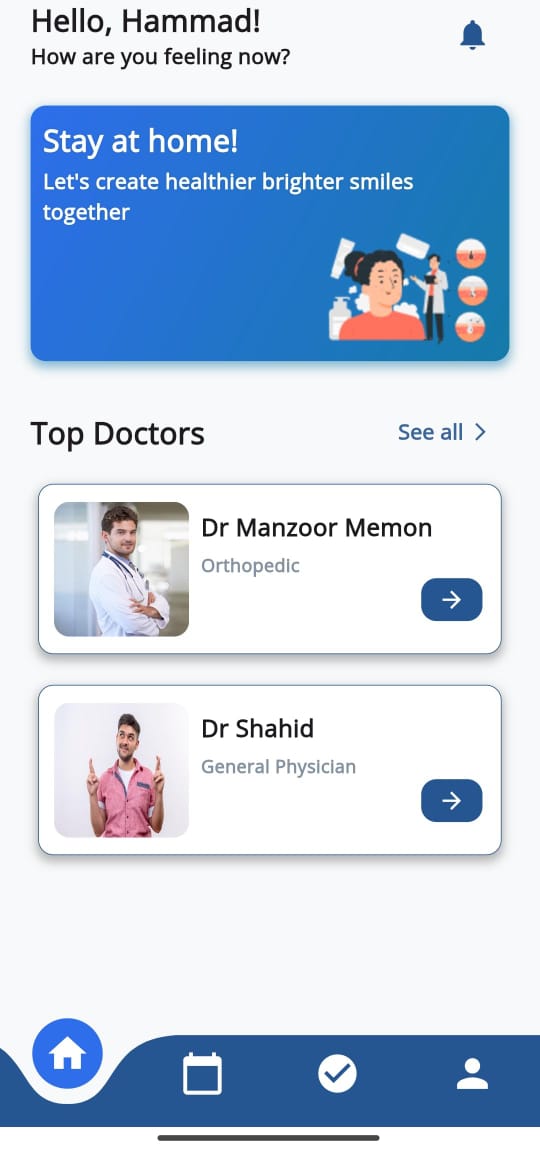 Hello, Hammad!
How are you feeling now?
Stay at home!
Let's create healthier brighter smiles
together
Top Doctors
See all
Dr Manzoor Memon
Orthopedic
Dr Shahid
General Physician